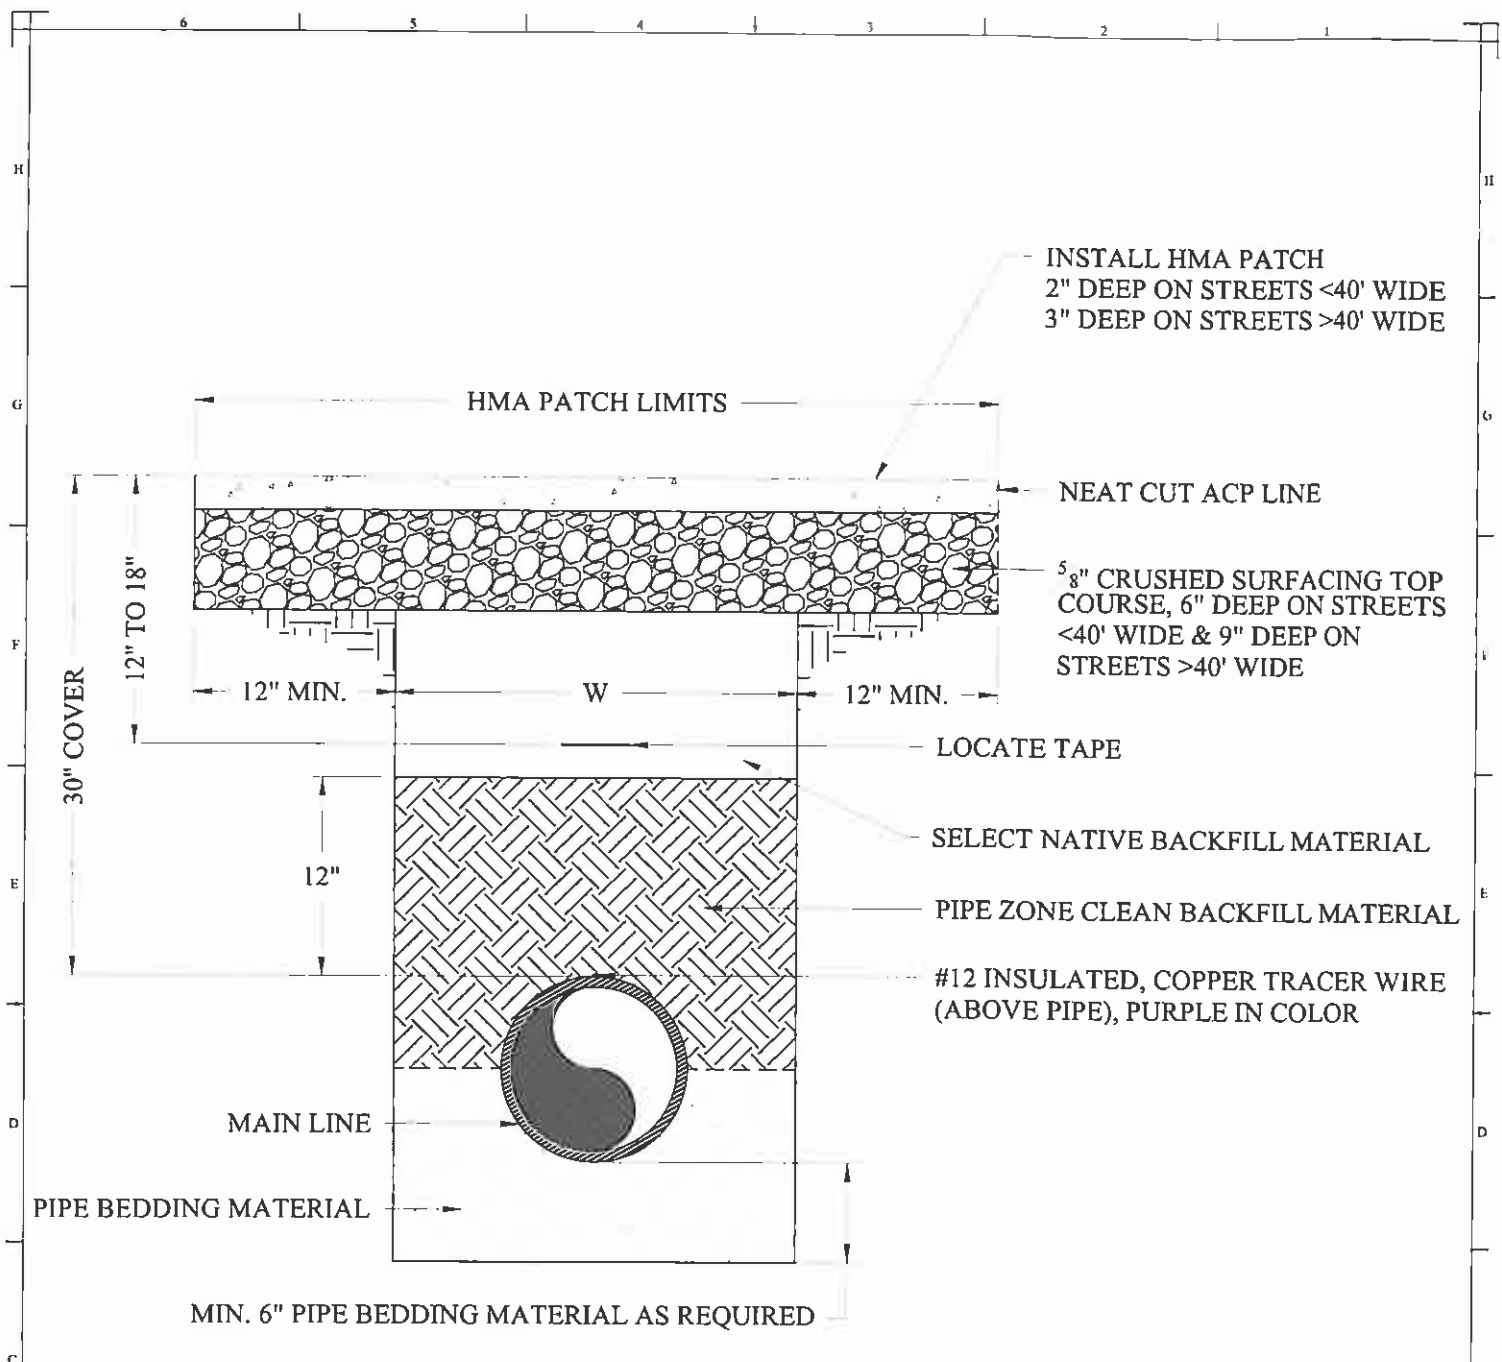 6 5 4 3 2 1
H H
INSTALL HMA PATCH
2" DEEP ON STREETS <40' WIDE
3" DEEP ON STREETS >40' WIDE
G G
HMA PATCH LIMITS
NEAT CUT ACP LINE
5 8" CRUSHED SURFACING TOP
COURSE, 6" DEEP ON STREETS
<40' WIDE & 9" DEEP ON
STREETS >40' WIDE
F
12" TO 18"
30" COVER
12" MIN. W 12" MIN.
LOCATE TAPE
SELECT NATIVE BACKFILL MATERIAL
E E
12"
PIPE ZONE CLEAN BACKFILL MATERIAL
#12 INSULATED, COPPER TRACER WIRE
(ABOVE PIPE), PURPLE IN COLOR
D D
MAIN LINE
PIPE BEDDING MATERIAL
MIN. 6" PIPE BEDDING MATERIAL AS REQUIRED
C